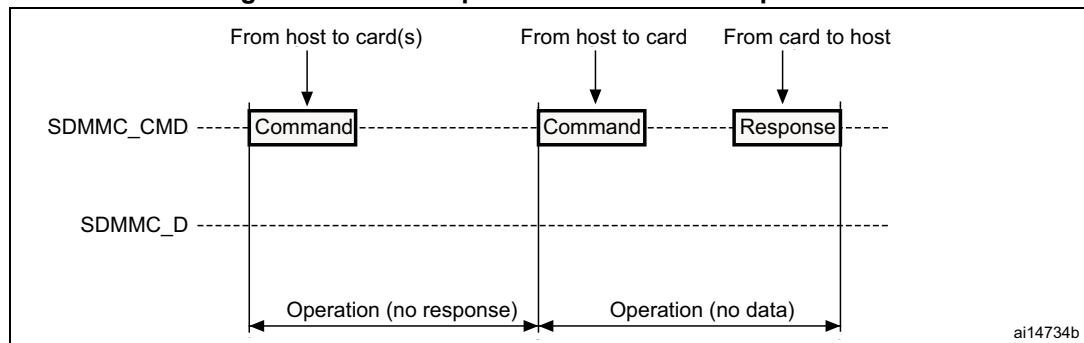 From host to card(s) From host to card From card to host
SDMMC_CMD Command Command Response
SDMMC_D
Operation (no response) Operation (no data)
ai14734b